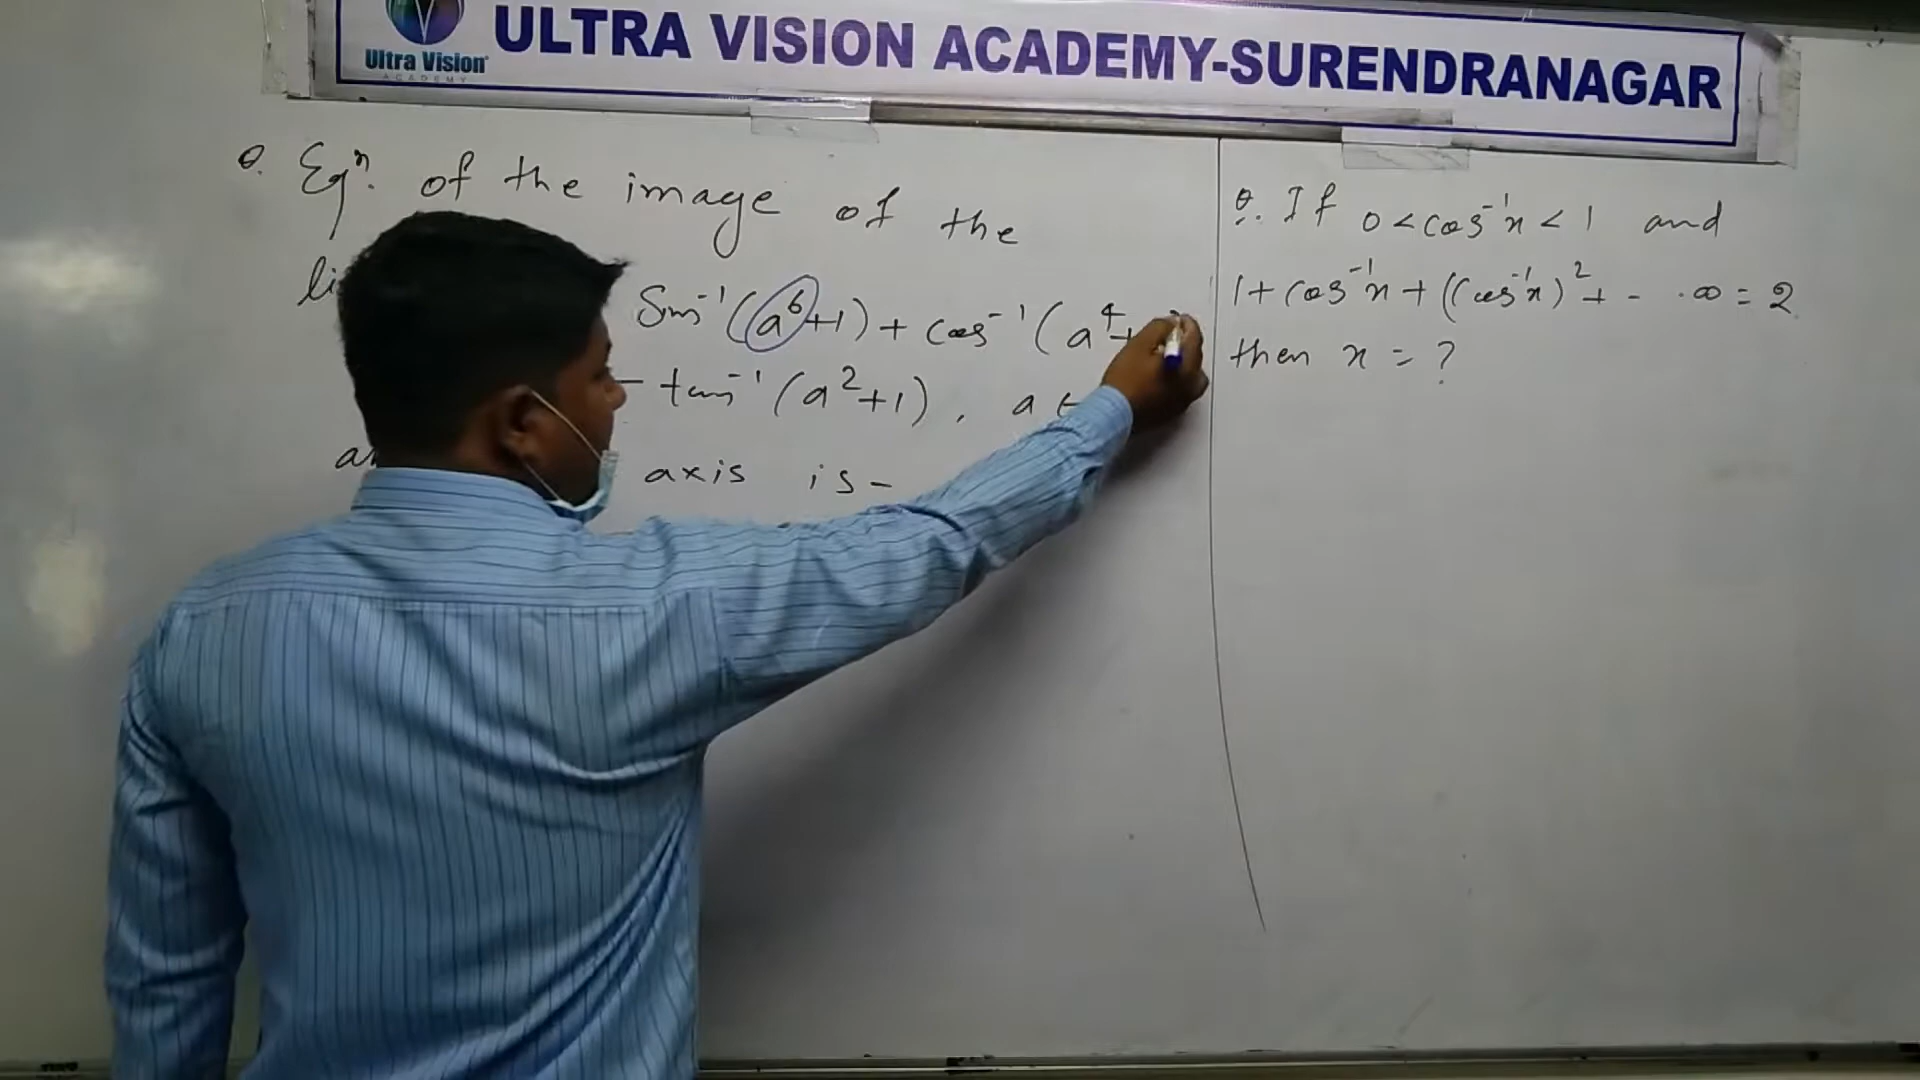 Ultra Vision
ACADEMY
ULTRA VISION ACADEMY-SURENDRANAGAR
Q. Eqⁿ. of the image of the
Sin⁻¹(a⁶+1) + cos⁻¹(a⁴+
- tan⁻¹(a²+1), a
axis is-
Q. If 0 < cos⁻¹x < 1 and
1 + cos⁻¹x + (cos⁻¹x)² + - . ∞ = 2
then x = ?